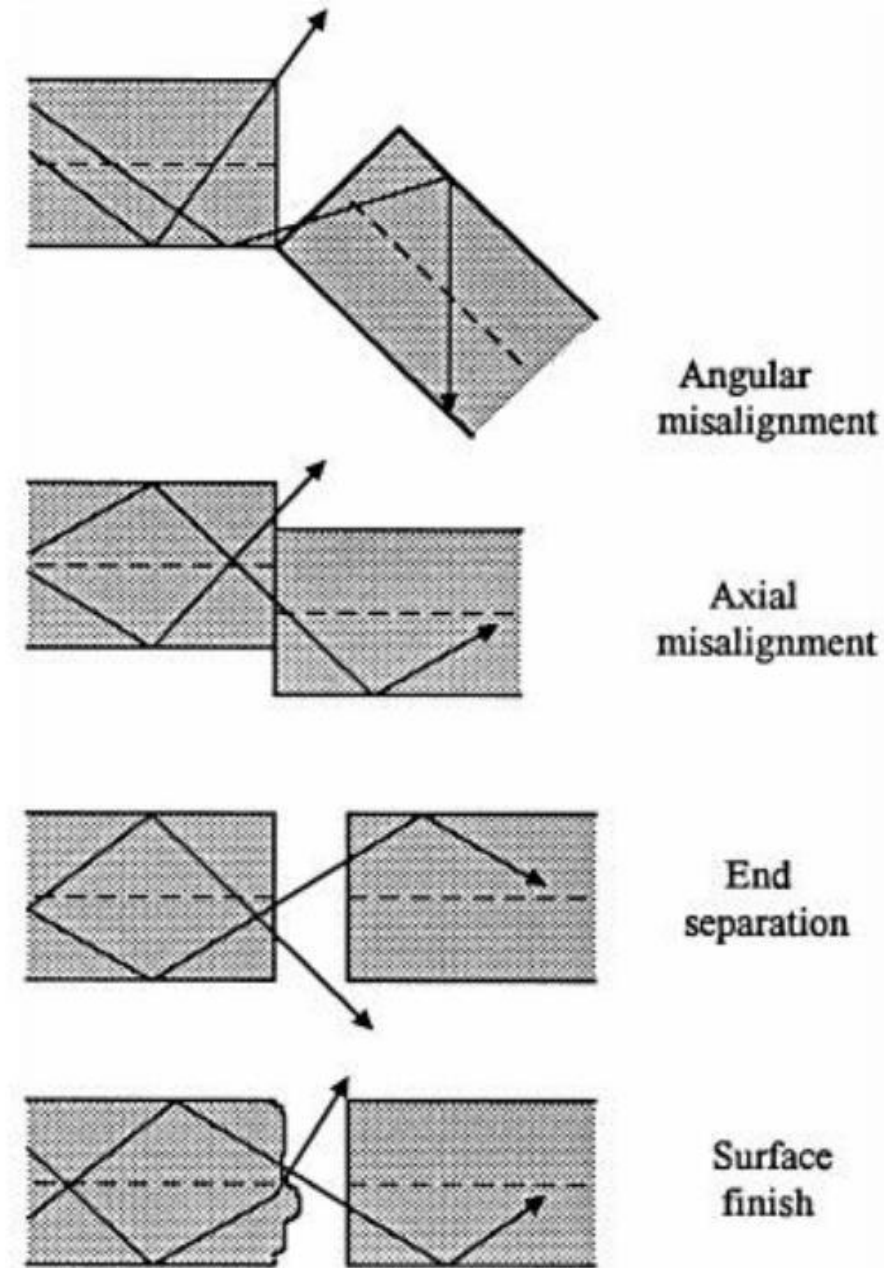 Angular
misalignment
Axial
misalignment
End
separation
Surface
finish